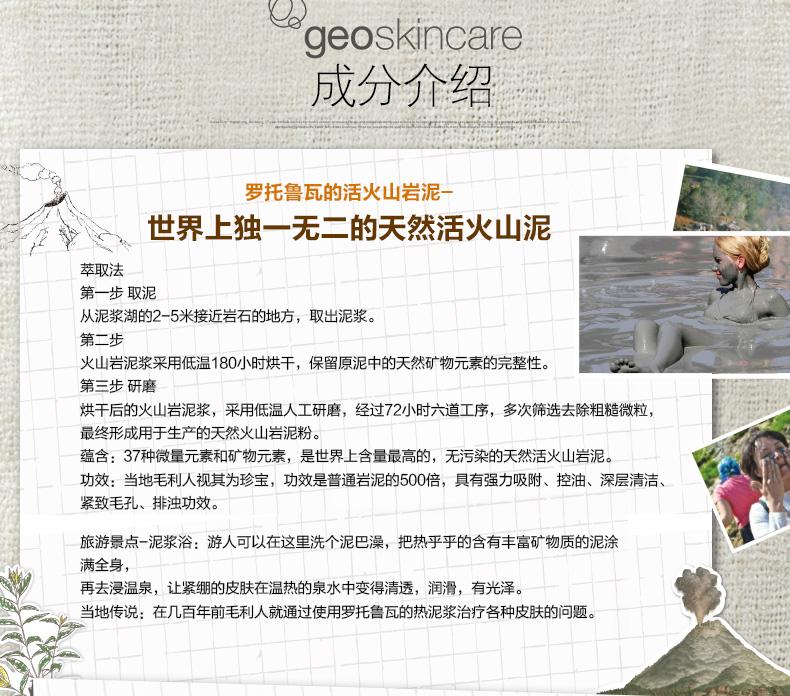 geoskincare
成分介绍
罗托鲁瓦的活火山岩泥-
世界上独一无二的天然活火山泥
萃取法
第一步 取泥
从泥浆湖的2-5米接近岩石的地方，取出泥浆。
第二步
火山岩泥浆采用低温180小时烘干，保留原泥中的天然矿物元素的完整性。
第三步 研磨
烘干后的火山岩泥浆，采用低温人工研磨，经过72小时六道工序，多次筛选去除粗糙微粒，
最终形成用于生产的天然火山岩泥粉。
蕴含：37种微量元素和矿物元素，是世界上含量最高的，无污染的天然活火山岩泥。
功效：当地毛利人视其为珍宝，功效是普通岩泥的500倍，具有强力吸附、控油、深层清洁、
紧致毛孔、排浊功效。
旅游景点-泥浆浴：游人可以在这里洗个泥巴澡，把热乎乎的含有丰富矿物质的泥涂
满全身，
再去浸温泉，让紧绷的皮肤在温热的泉水中变得清透，润滑，有光泽。
当地传说：在几百年前毛利人就通过使用罗托鲁瓦的热泥浆治疗各种皮肤的问题。